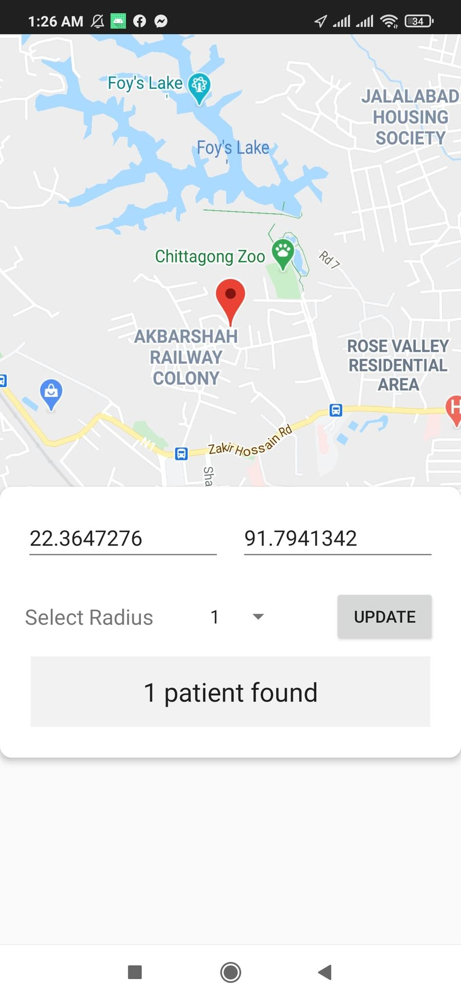 1:26 AM
34
Foy's Lake
JALALABAD
HOUSING
SOCIETY
Foy's Lake
Chittagong Zoo
Rd 7
AKBARSHAH
RAILWAY
COLONY
ROSE VALLEY
RESIDENTIAL
AREA
H
N1
Zakir Hossain Rd
Sha
22.3647276
91.7941342
Select Radius
1
UPDATE
1 patient found